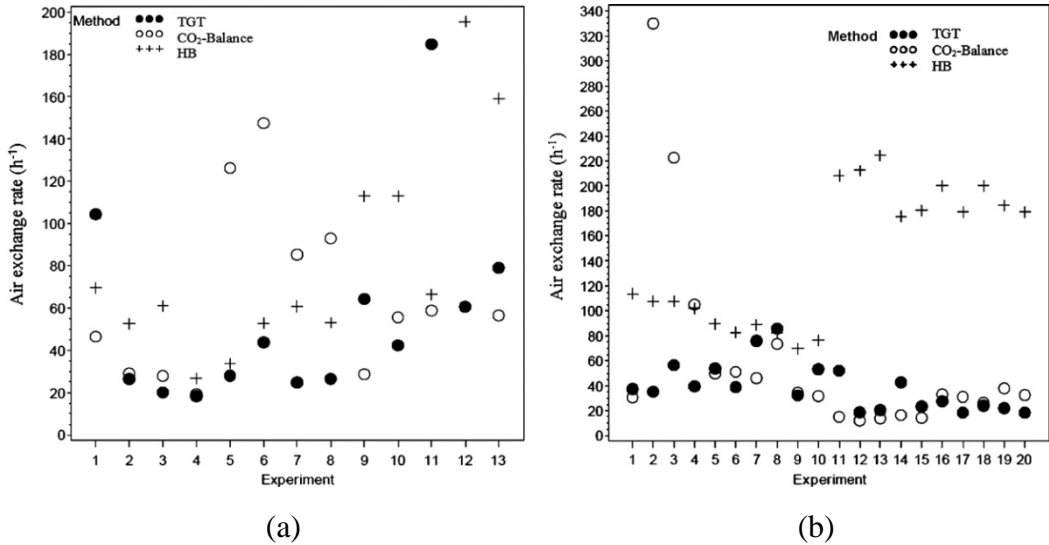 Method ●●● TGT
○○○ CO₂-Balance
+++ HB
Air exchange rate (h⁻¹)
200
180
160
140
120
100
80
60
40
20
0
1 2 3 4 5 6 7 8 9 10 11 12 13
Experiment
(a)
Method ●●● TGT
○○○ CO₂-Balance
+++ HB
Air exchange rate (h⁻¹)
340
320
300
280
260
240
220
200
180
160
140
120
100
80
60
40
20
0
1 2 3 4 5 6 7 8 9 10 11 12 13 14 15 16 17 18 19 20
Experiment
(b)